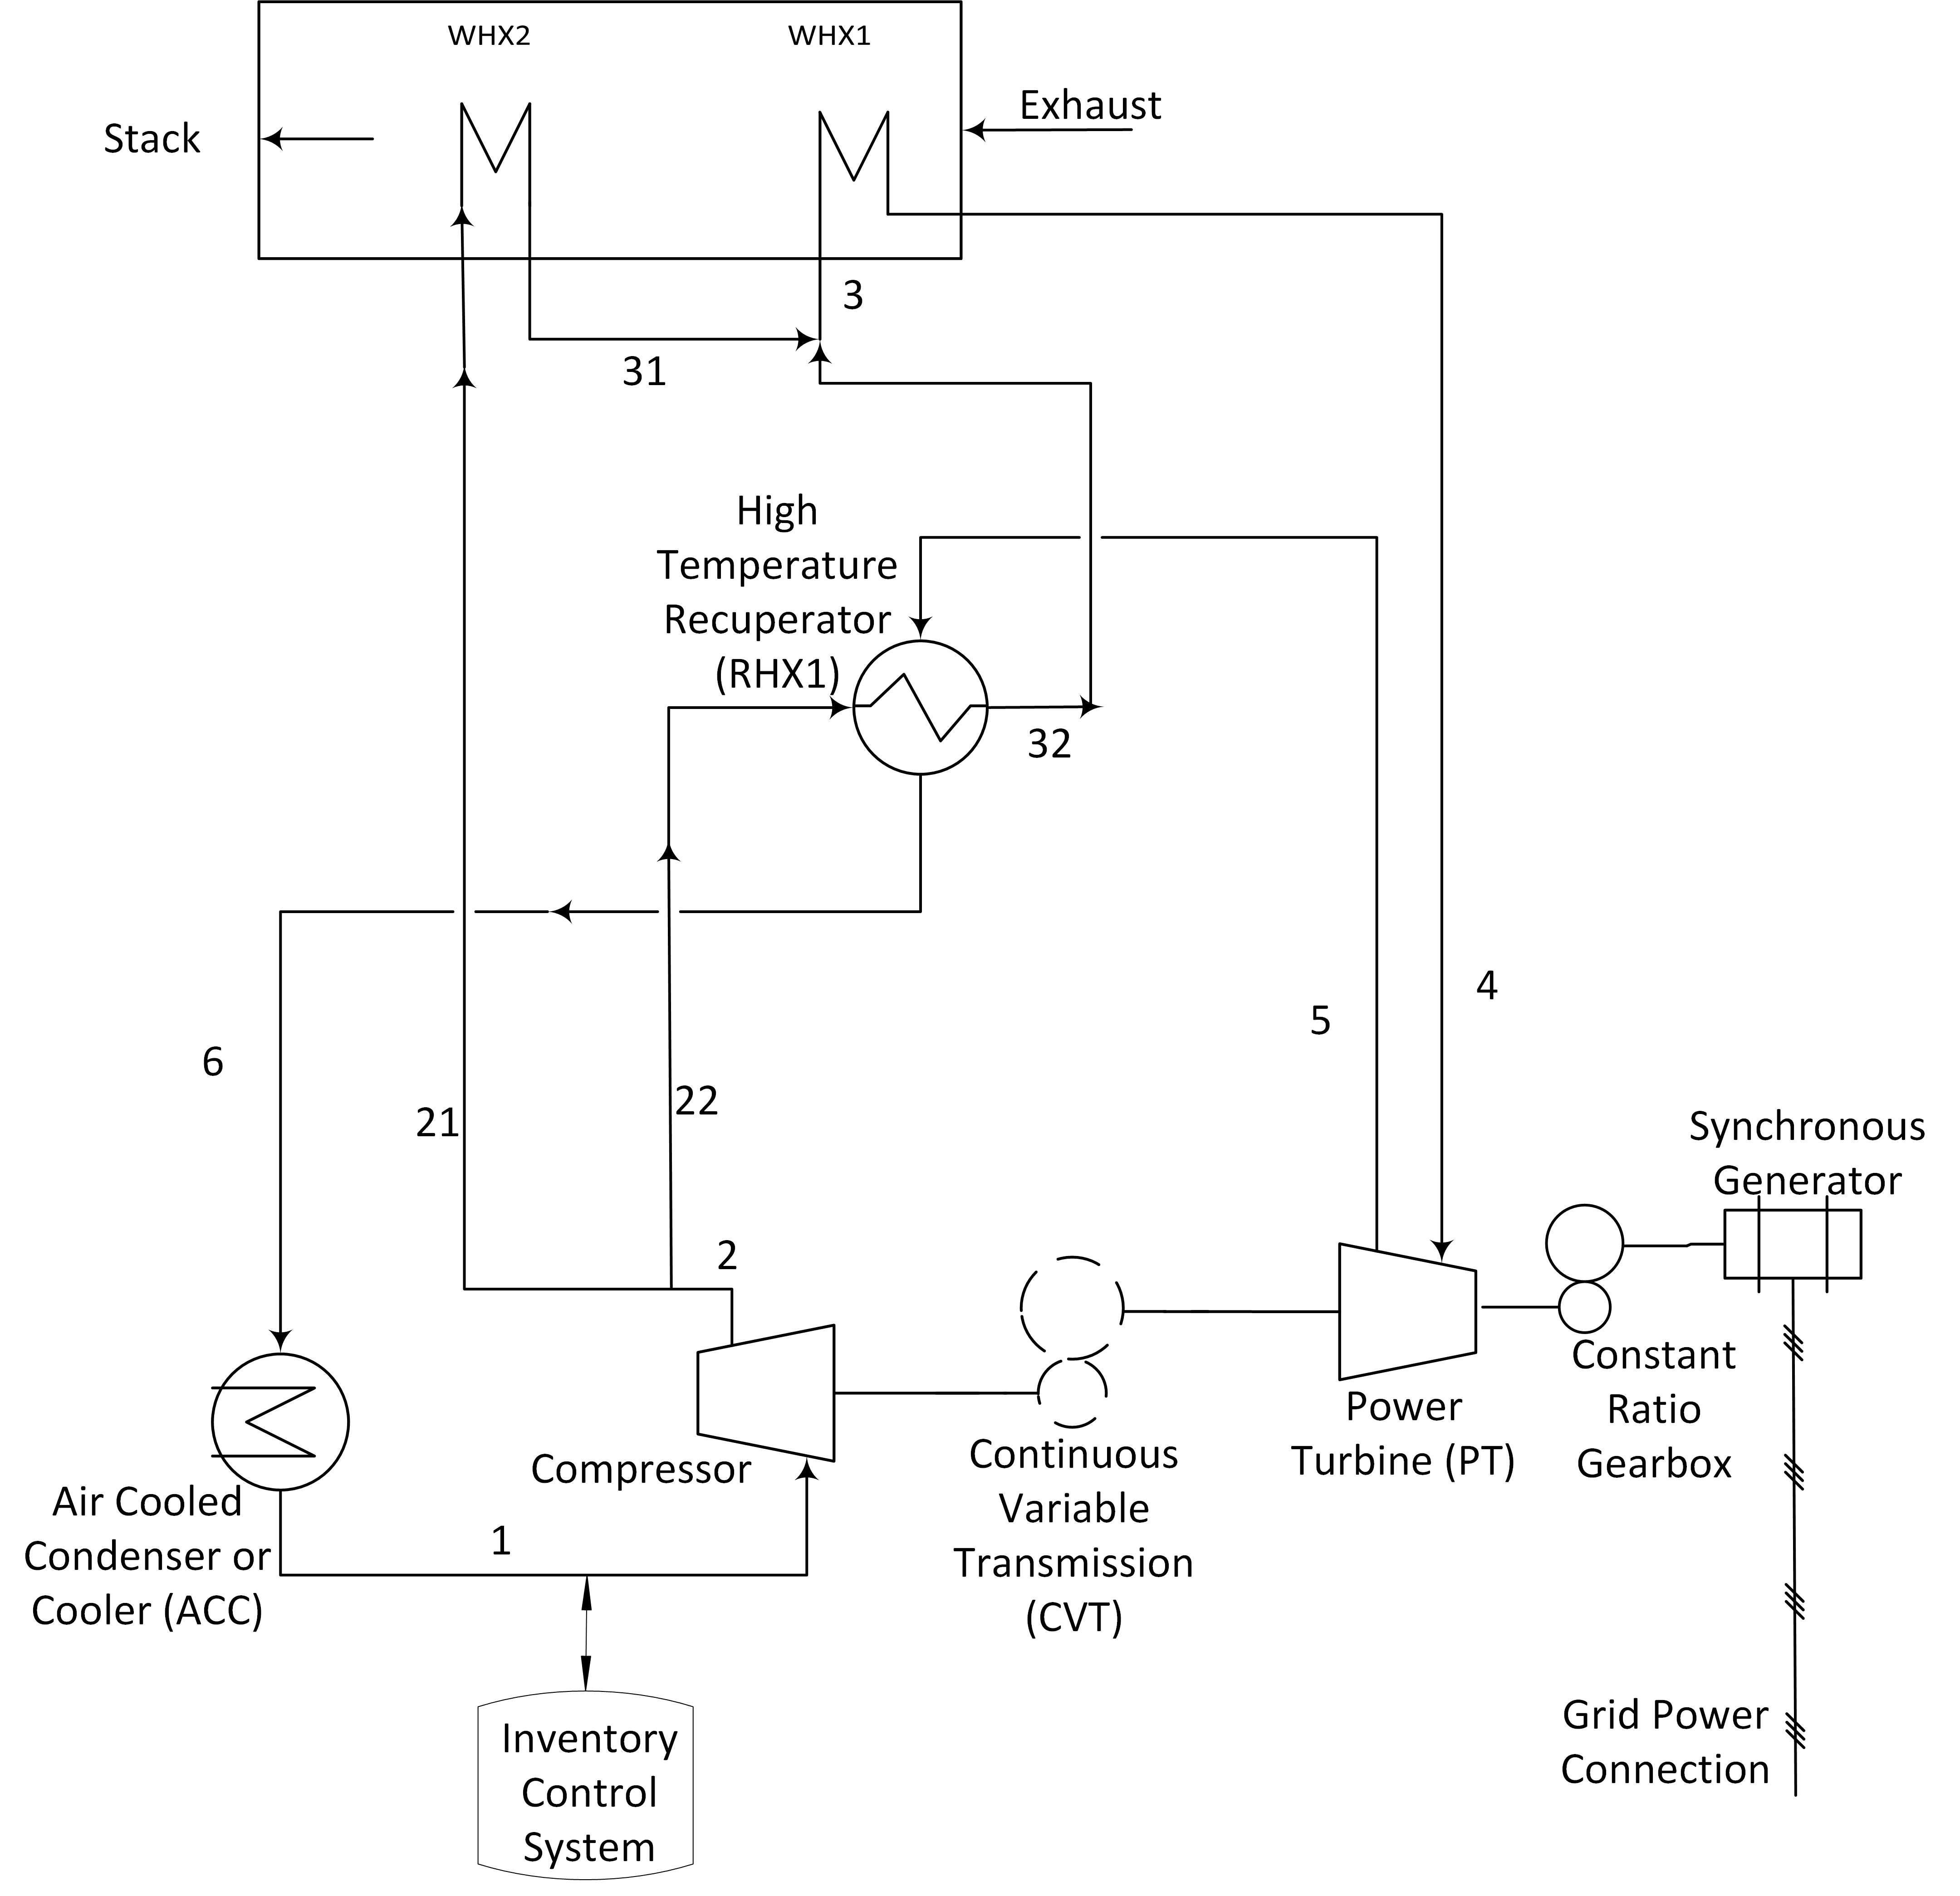 WHX2
WHX1
Exhaust
Stack
3
31
High
Temperature
Recuperator
(RHX1)
32
4
5
6
22
21
Synchronous
Generator
2
Constant
Ratio
Gearbox
Power
Turbine (PT)
Continuous
Variable
Transmission
(CVT)
Compressor
Air Cooled
Condenser or
Cooler (ACC)
1
Inventory
Control
System
Grid Power
Connection